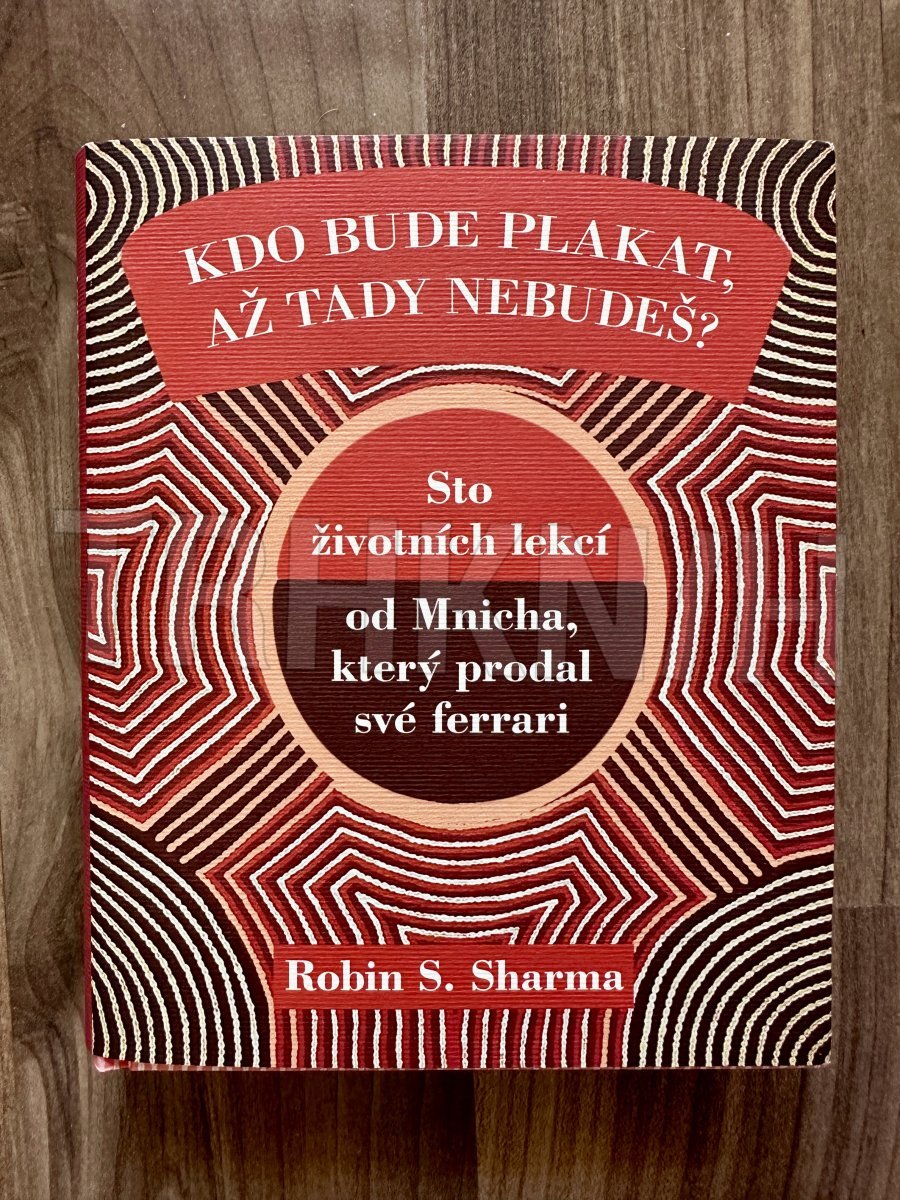 KDO BUDE PLAKAT,
AŽ TADY NEBUDEŠ?
Sto
životních lekcí
od Mnicha,
který prodal
své ferrari
Robin S. Sharma